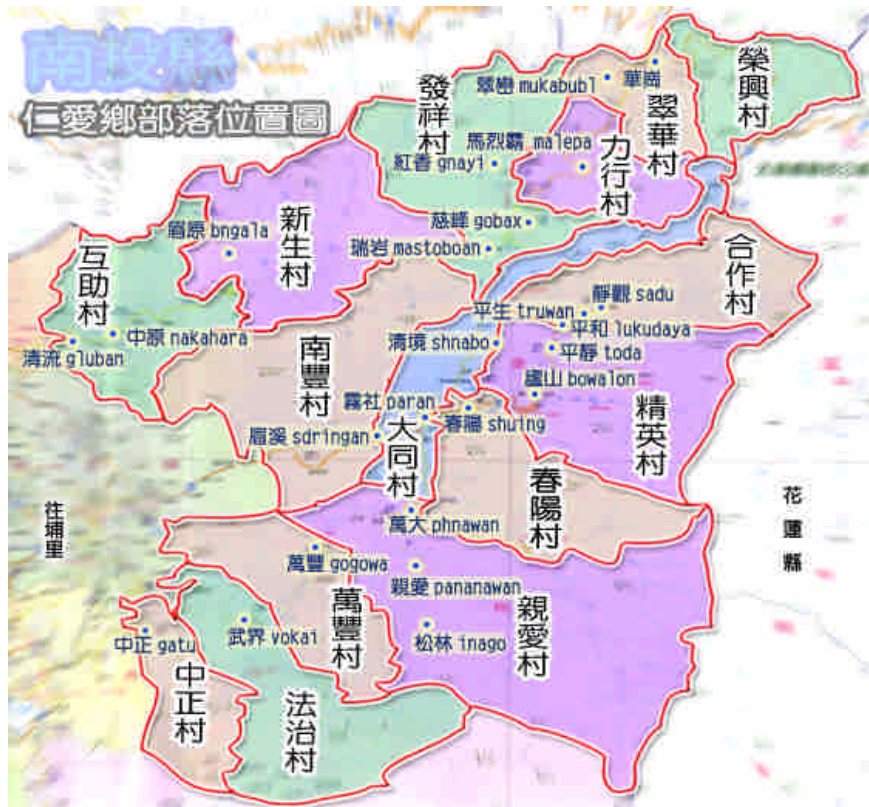 南投縣
仁愛鄉部落位置圖
榮興村
發祥村
翠巒 mukabubl
華崗
翠華村
馬烈霸 malepa
力行村
紅香 gnayi
新生村
眉原 bngala
慈峰 gobax
瑞岩 mastoboan
合作村
互助村
靜觀 sadu
平生 truwan
平和 lukudaya
中原 nakahara
清流 gluban
南豐村
清境 shnabo
平靜 toda
廬山 bowalon
精英村
霧社 paran
春陽 shuing
大同村
眉溪 sdringan
春陽村
往埔里
花蓮縣
萬大 phnawan
萬豐 gogowa
親愛 pananawan
萬豐村
親愛村
武界 vokai
松林 inago
中正 gatu
中正村
法治村